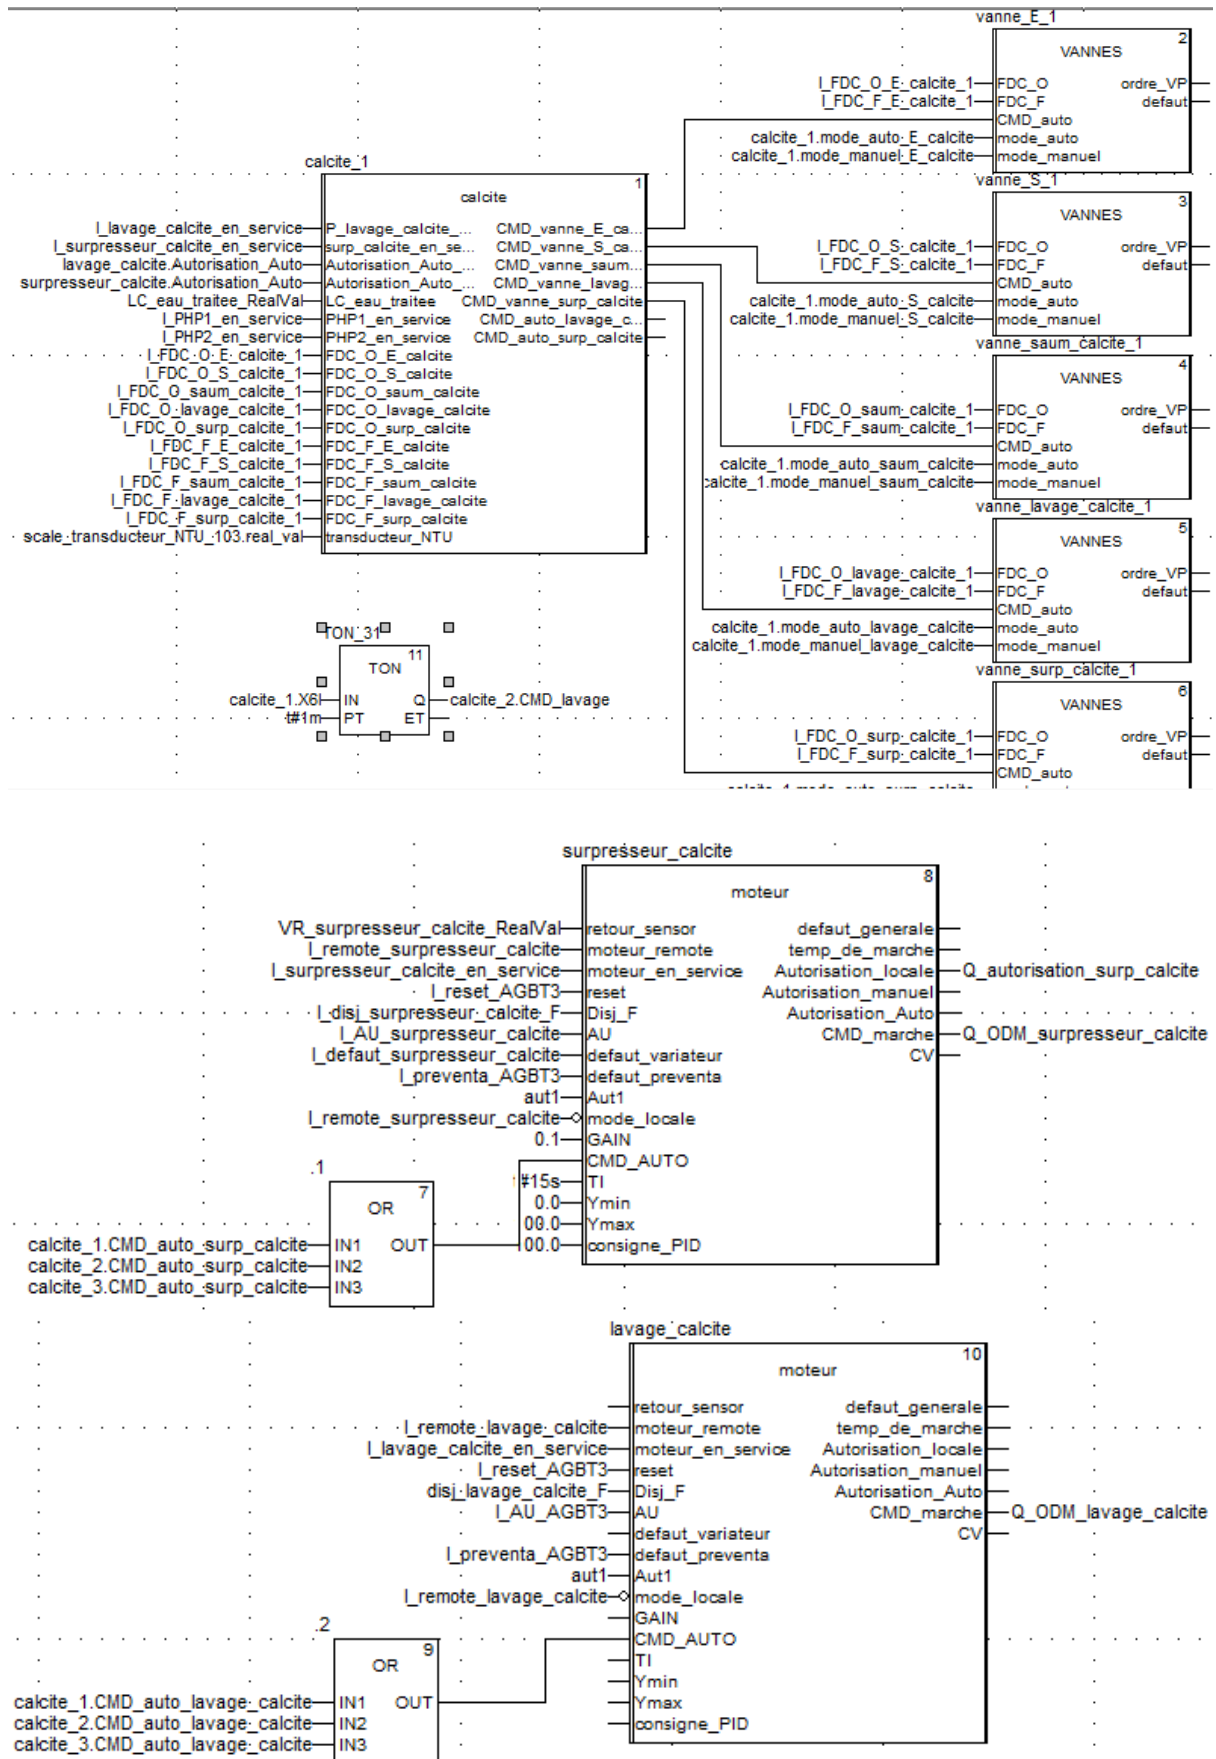 vanne_E_1
2
VANNES
I_FDC_O_E_calcite_1 FDC_O ordre_VP
I_FDC_F_E_calcite_1 FDC_F defaut
CMD_auto
calcite_1.mode_auto_E_calcite mode_auto
calcite_1.mode_manuel_E_calcite mode_manuel
calcite_1
1
calcite
I_lavage_calcite_en_service P_lavage_calcite_... CMD_vanne_E_ca...
I_surpresseur_calcite_en_service surp_calcite_en_se... CMD_vanne_S_ca...
lavage_calcite.Autorisation_Auto Autorisation_Auto_... CMD_vanne_saum...
surpresseur_calcite.Autorisation_Auto Autorisation_Auto_... CMD_vanne_lavag...
LC_eau_traitee_RealVal LC_eau_traitee CMD_vanne_surp_calcite
I_PHP1_en_service PHP1_en_service CMD_auto_lavage_c...
I_PHP2_en_service PHP2_en_service CMD_auto_surp_calcite
I_FDC_O_E_calcite_1 FDC_O_E_calcite
I_FDC_O_S_calcite_1 FDC_O_S_calcite
I_FDC_O_saum_calcite_1 FDC_O_saum_calcite
I_FDC_O_lavage_calcite_1 FDC_O_lavage_calcite
I_FDC_O_surp_calcite_1 FDC_O_surp_calcite
I_FDC_F_E_calcite_1 FDC_F_E_calcite
I_FDC_F_S_calcite_1 FDC_F_S_calcite
I_FDC_F_saum_calcite_1 FDC_F_saum_calcite
I_FDC_F_lavage_calcite_1 FDC_F_lavage_calcite
I_FDC_F_surp_calcite_1 FDC_F_surp_calcite
scale_transducteur_NTU_103.real_val transducteur_NTU
vanne_S_1
3
VANNES
I_FDC_O_S_calcite_1 FDC_O ordre_VP
I_FDC_F_S_calcite_1 FDC_F defaut
CMD_auto
calcite_1.mode_auto_S_calcite mode_auto
calcite_1.mode_manuel_S_calcite mode_manuel
vanne_saum_calcite_1
4
VANNES
I_FDC_O_saum_calcite_1 FDC_O ordre_VP
I_FDC_F_saum_calcite_1 FDC_F defaut
CMD_auto
calcite_1.mode_auto_saum_calcite mode_auto
calcite_1.mode_manuel_saum_calcite mode_manuel
vanne_lavage_calcite_1
5
VANNES
I_FDC_O_lavage_calcite_1 FDC_O ordre_VP
I_FDC_F_lavage_calcite_1 FDC_F defaut
CMD_auto
calcite_1.mode_auto_lavage_calcite mode_auto
calcite_1.mode_manuel_lavage_calcite mode_manuel
TON_31
11
TON
calcite_1.X6I IN Q calcite_2.CMD_lavage
t#1m PT ET
vanne_surp_calcite_1
6
VANNES
I_FDC_O_surp_calcite_1 FDC_O ordre_VP
I_FDC_F_surp_calcite_1 FDC_F defaut
CMD_auto
surpresseur_calcite
8
moteur
VR_surpresseur_calcite_RealVal retour_sensor defaut_generale
I_remote_surpresseur_calcite moteur_remote temp_de_marche
I_surpresseur_calcite_en_service moteur_en_service Autorisation_locale Q_autorisation_surp_calcite
I_reset_AGBT3 reset Autorisation_manuel
I_disj_surpresseur_calcite_F Disj_F Autorisation_Auto
I_AU_surpresseur_calcite AU CMD_marche Q_ODM_surpresseur_calcite
I_defaut_surpresseur_calcite defaut_variateur CV
I_preventa_AGBT3 defaut_preventa
aut1 Aut1
I_remote_surpresseur_calcite mode_locale
0.1 GAIN
CMD_AUTO
#15s TI
0.0 Ymin
00.0 Ymax
00.0 consigne_PID
.1
7
OR
calcite_1.CMD_auto_surp_calcite IN1 OUT
calcite_2.CMD_auto_surp_calcite IN2
calcite_3.CMD_auto_surp_calcite IN3
lavage_calcite
10
moteur
retour_sensor defaut_generale
I_remote_lavage_calcite moteur_remote temp_de_marche
I_lavage_calcite_en_service moteur_en_service Autorisation_locale
I_reset_AGBT3 reset Autorisation_manuel
disj_lavage_calcite_F Disj_F Autorisation_Auto
I_AU_AGBT3 AU CMD_marche Q_ODM_lavage_calcite
defaut_variateur CV
I_preventa_AGBT3 defaut_preventa
aut1 Aut1
I_remote_lavage_calcite mode_locale
GAIN
CMD_AUTO
TI
Ymin
Ymax
consigne_PID
.2
9
OR
calcite_1.CMD_auto_lavage_calcite IN1 OUT
calcite_2.CMD_auto_lavage_calcite IN2
calcite_3.CMD_auto_lavage_calcite IN3